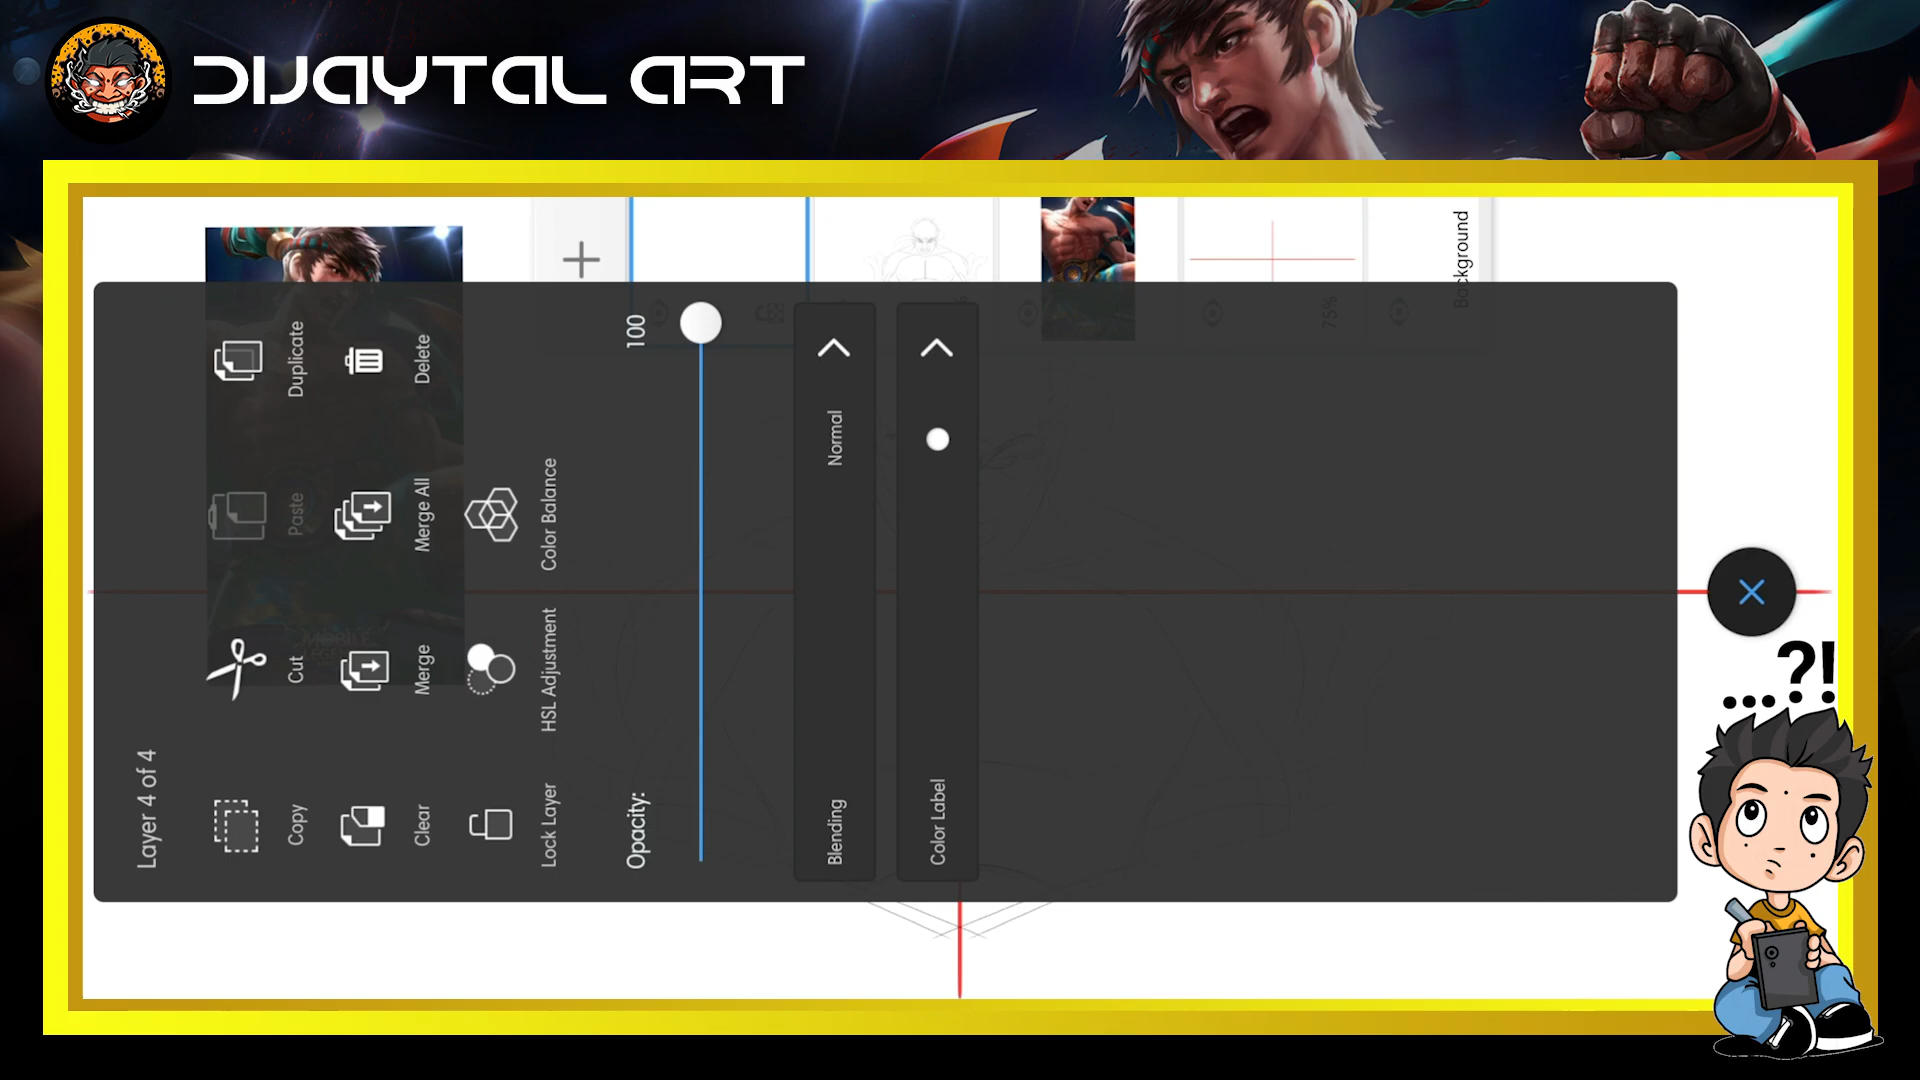 DIJAYTAL ART
Layer 4 of 4
Copy
Cut
Paste
Duplicate
Clear
Merge
Merge All
Delete
Lock Layer
HSL Adjustment
Color Balance
Opacity:
100
Blending
Normal
Color Label
75%
Background
...?!